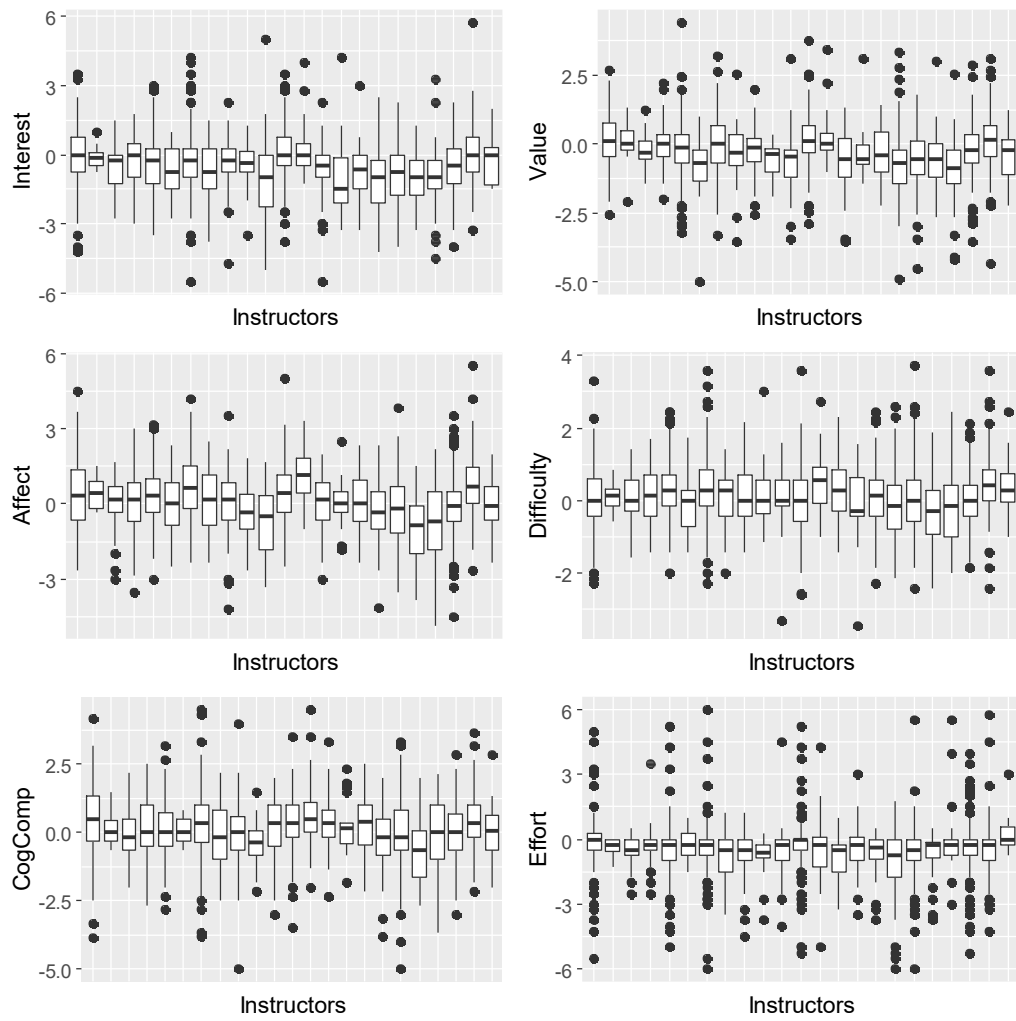 6
3
0
-3
-6
Interest
Instructors
2.5
0.0
-2.5
-5.0
Value
Instructors
6
3
0
-3
Affect
Instructors
4
2
0
-2
Difficulty
Instructors
2.5
0.0
-2.5
-5.0
CogComp
Instructors
6
3
0
-3
-6
Effort
Instructors